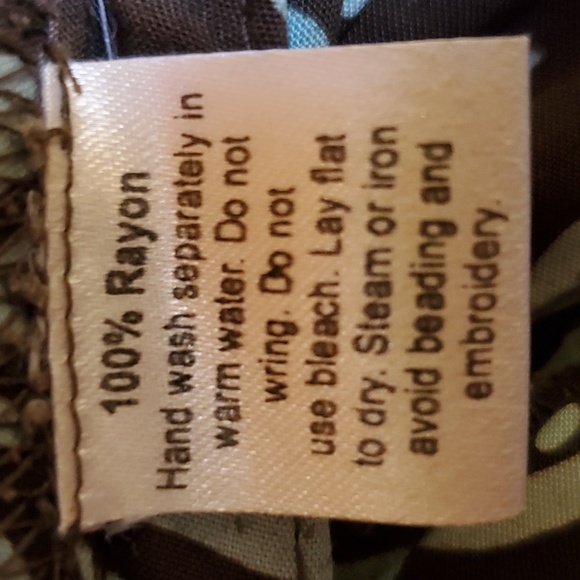 100% Rayon
Hand wash separately in
warm water. Do not
wring. Do not
use bleach. Lay flat
to dry. Steam or iron
avoid beading and
embroidery.